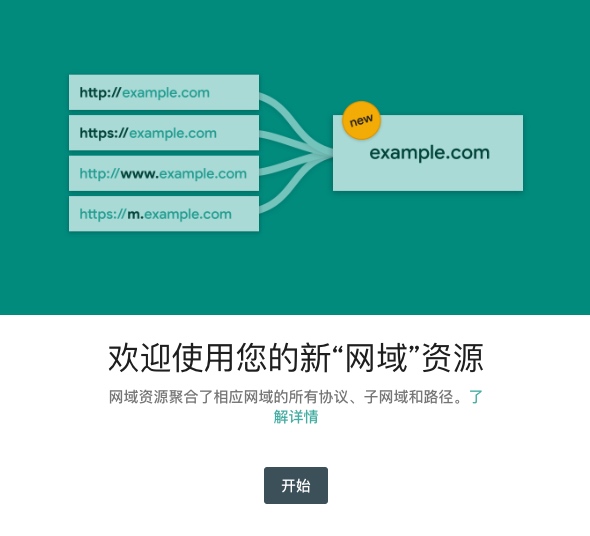 http://example.com
https://example.com
http://www.example.com
https://m.example.com
new
example.com
欢迎使用您的新“网域”资源
网域资源聚合了相应网域的所有协议、子网域和路径。了
解详情
开始